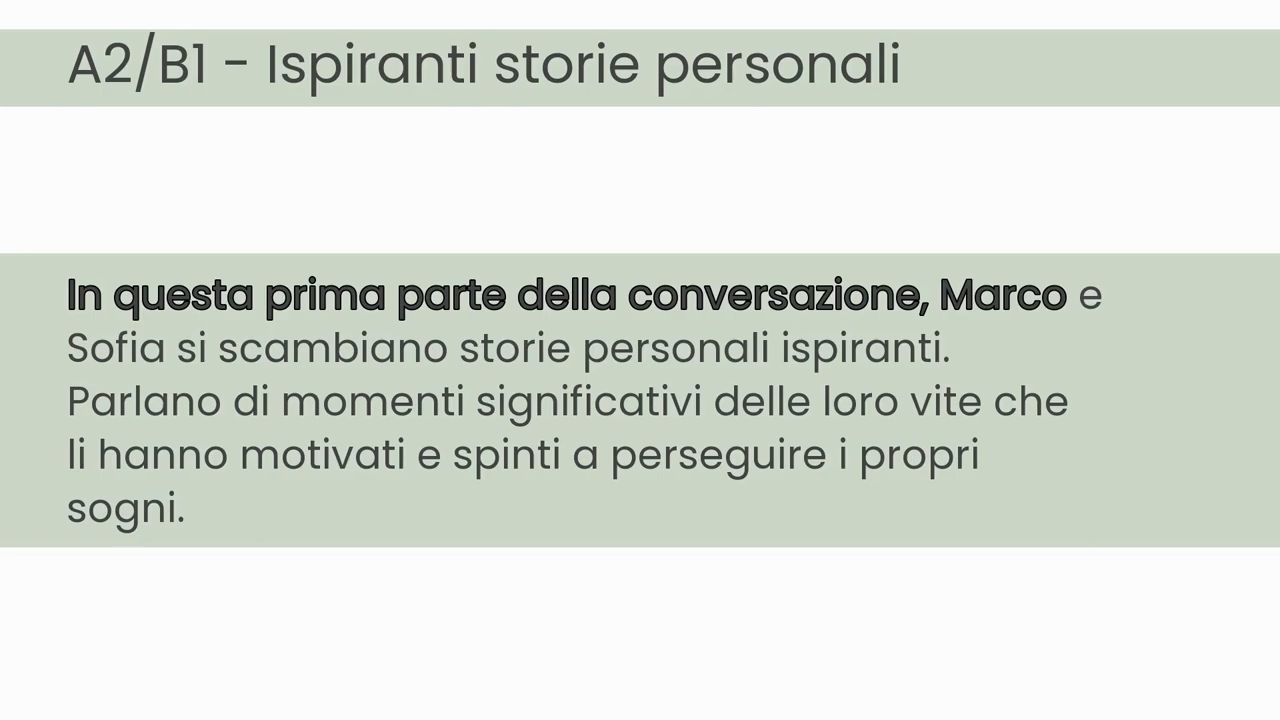 A2/B1 - Ispiranti storie personali
In questa prima parte della conversazione, Marco e
Sofia si scambiano storie personali ispiranti.
Parlano di momenti significativi delle loro vite che
li hanno motivati e spinti a perseguire i propri
sogni.